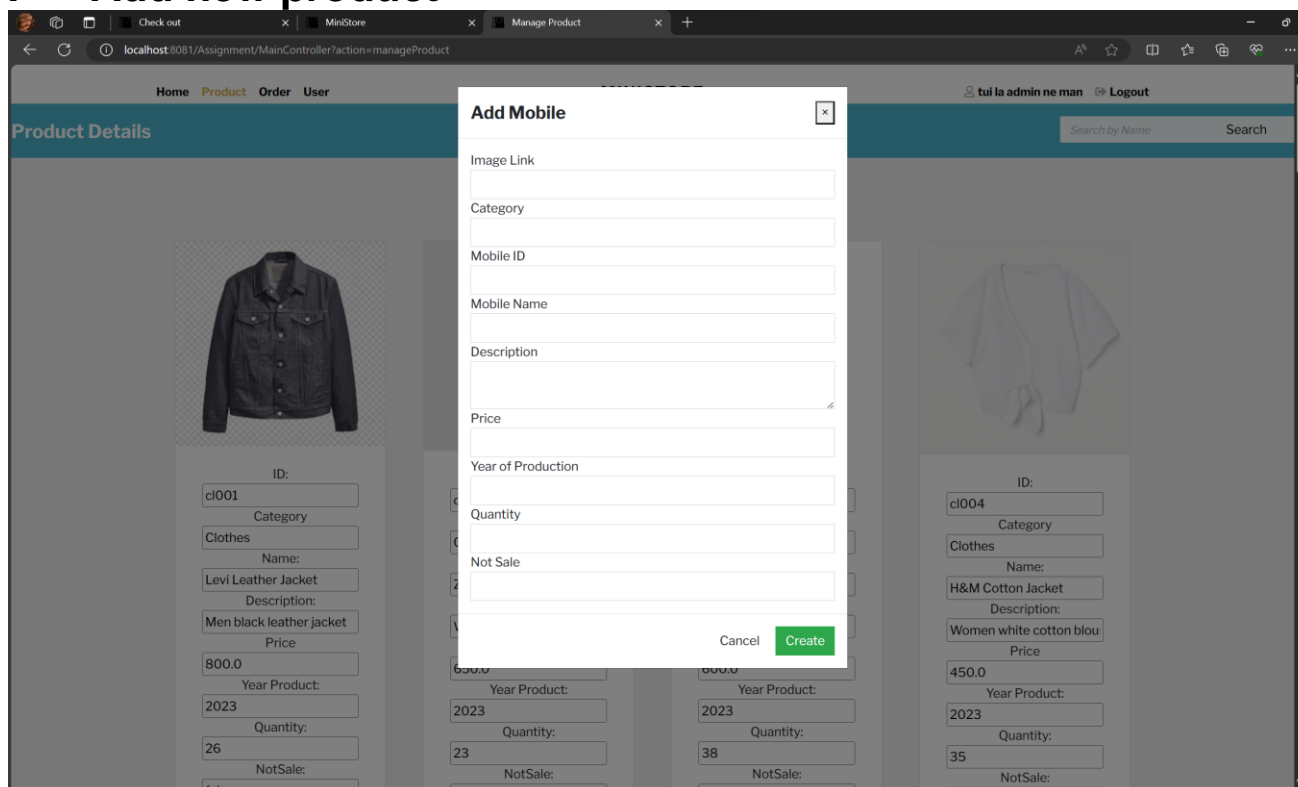 Add new product
Check out
MiniStore
Manage Product
localhost:8081/Assignment/MainController?action=manageProduct
Home Product Order User
tui la admin ne man
Logout
Product Details
Search by Name
Search
Add Mobile
×
Image Link
Category
Mobile ID
Mobile Name
Description
Price
Year of Production
Quantity
Not Sale
Cancel
Create
ID:
cl001
Category
Clothes
Name:
Levi Leather Jacket
Description:
Men black leather jacket
Price
800.0
Year Product:
2023
Quantity:
26
NotSale:
650.0
Year Product:
2023
Quantity:
23
NotSale:
600.0
Year Product:
2023
Quantity:
38
NotSale:
ID:
cl004
Category
Clothes
Name:
H&M Cotton Jacket
Description:
Women white cotton blou
Price
450.0
Year Product:
2023
Quantity:
35
NotSale: